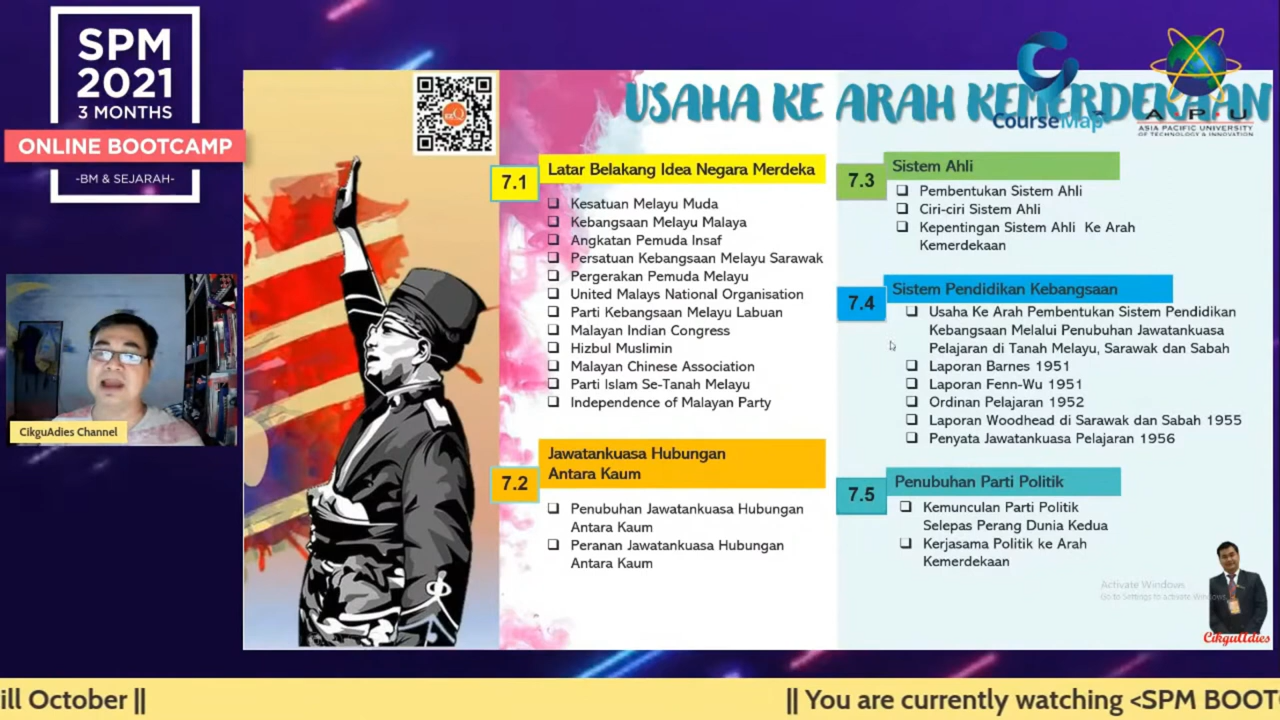 SPM
2021
3 MONTHS
ONLINE BOOTCAMP
-BM & SEJARAH-
CikguAdies Channel
USAHA KE ARAH KEMERDEKAAN
CourseMap
A P U
ASIA PACIFIC UNIVERSITY
OF TECHNOLOGY & INNOVATION
7.1
Latar Belakang Idea Negara Merdeka
❑ Kesatuan Melayu Muda
❑ Kebangsaan Melayu Malaya
❑ Angkatan Pemuda Insaf
❑ Persatuan Kebangsaan Melayu Sarawak
❑ Pergerakan Pemuda Melayu
❑ United Malays National Organisation
❑ Parti Kebangsaan Melayu Labuan
❑ Malayan Indian Congress
❑ Hizbul Muslimin
❑ Malayan Chinese Association
❑ Parti Islam Se-Tanah Melayu
❑ Independence of Malayan Party
7.2
Jawatankuasa Hubungan
Antara Kaum
❑ Penubuhan Jawatankuasa Hubungan
Antara Kaum
❑ Peranan Jawatankuasa Hubungan
Antara Kaum
7.3
Sistem Ahli
❑ Pembentukan Sistem Ahli
❑ Ciri-ciri Sistem Ahli
❑ Kepentingan Sistem Ahli Ke Arah
Kemerdekaan
7.4
Sistem Pendidikan Kebangsaan
❑ Usaha Ke Arah Pembentukan Sistem Pendidikan
Kebangsaan Melalui Penubuhan Jawatankuasa
Pelajaran di Tanah Melayu, Sarawak dan Sabah
❑ Laporan Barnes 1951
❑ Laporan Fenn-Wu 1951
❑ Ordinan Pelajaran 1952
❑ Laporan Woodhead di Sarawak dan Sabah 1955
❑ Penyata Jawatankuasa Pelajaran 1956
7.5
Penubuhan Parti Politik
❑ Kemunculan Parti Politik
Selepas Perang Dunia Kedua
❑ Kerjasama Politik ke Arah
Kemerdekaan
Activate Windows
Go to Settings to activate Windows.
CikguAdies
ill October ||
|| You are currently watching <SPM BOOT